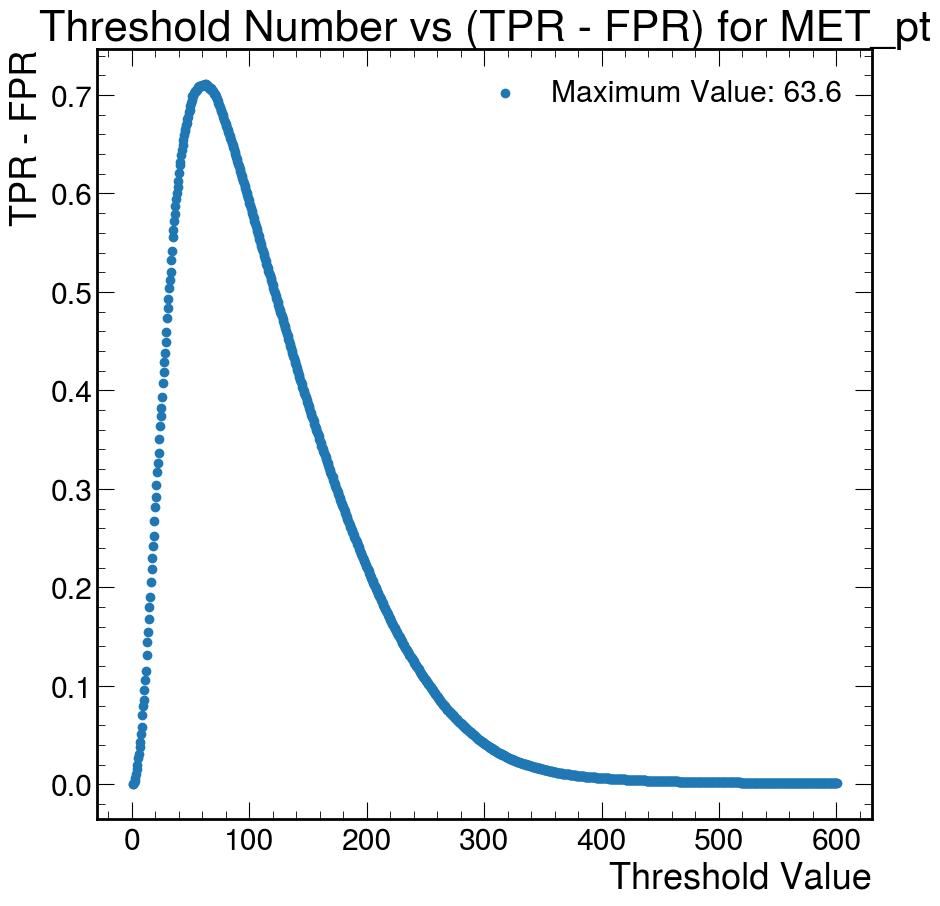 Threshold Number vs (TPR - FPR) for MET_pt
TPR - FPR
Maximum Value: 63.6
0.7
0.6
0.5
0.4
0.3
0.2
0.1
0.0
0 100 200 300 400 500 600
Threshold Value